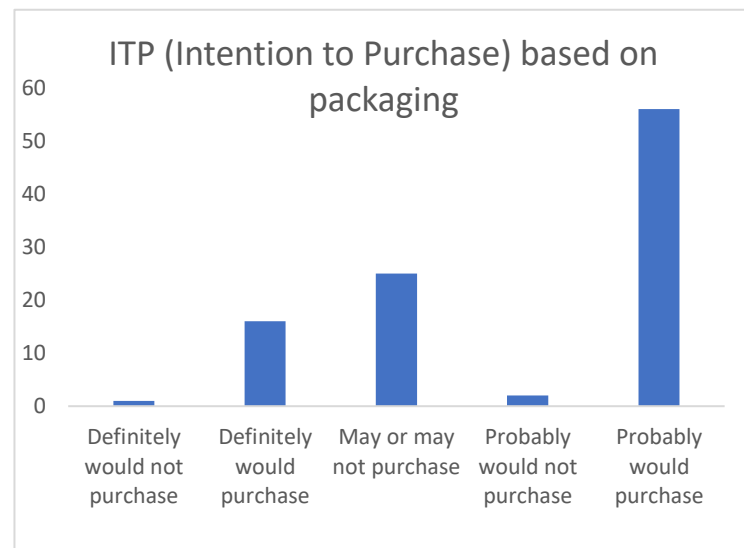 ITP (Intention to Purchase) based on
packaging
60
50
40
30
20
10
0
Definitely
would not
purchase
Definitely
would
purchase
May or may
not purchase
Probably
would not
purchase
Probably
would
purchase